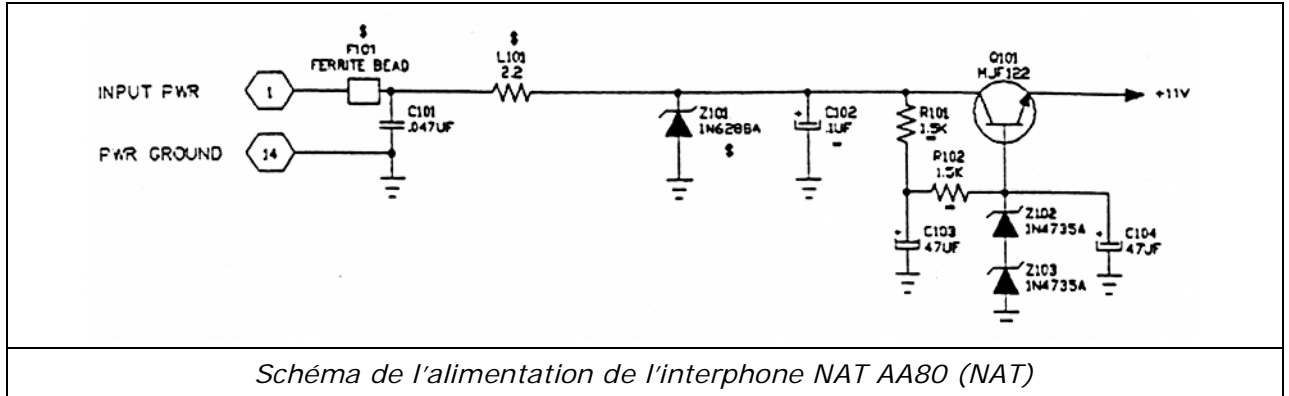 $
F101
FERRITE BEAD
INPUT PWR
1
C101
.047UF
PWR GROUND
14
$
L101
2.2
Z101
1N6286A
$
C102
.1UF
R101
1.5K
R102
1.5K
C103
47UF
Q101
MJF122
+11V
Z102
1N4735A
Z103
1N4735A
C104
47UF
Schéma de l'alimentation de l'interphone NAT AA80 (NAT)